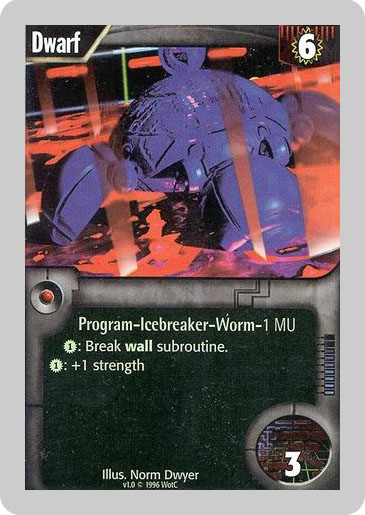 Dwarf
6
Program-Icebreaker-Worm-1 MU
1: Break wall subroutine.
1: +1 strength
3
Illus. Norm Dwyer
v1.0 © 1996 WotC